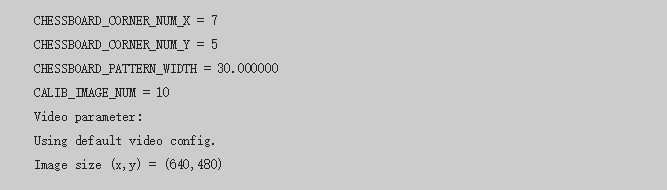 CHESSBOARD_CORNER_NUM_X = 7
CHESSBOARD_CORNER_NUM_Y = 5
CHESSBOARD_PATTERN_WIDTH = 30.000000
CALIB_IMAGE_NUM = 10
Video parameter:
Using default video config.
Image size (x,y) = (640,480)